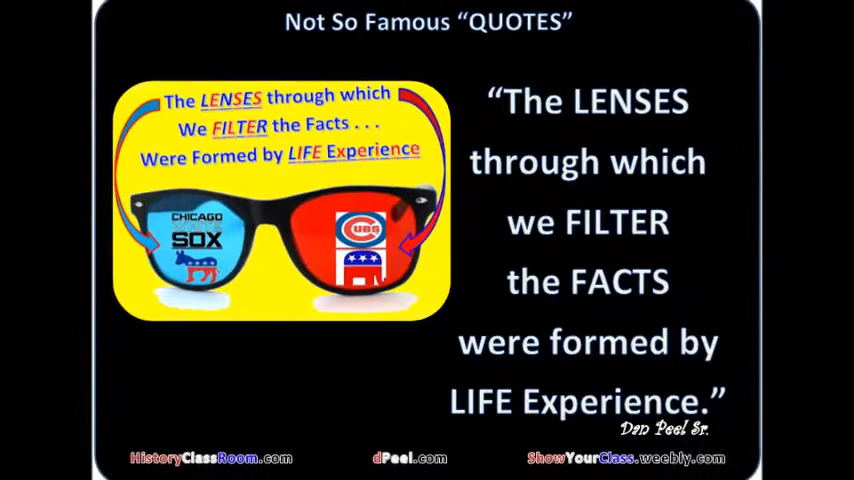 Not So Famous “QUOTES”
The LENSES through which
We FILTER the Facts . . .
Were Formed by LIFE Experience
CHICAGO
WHITE
SOX
CUBS
“The LENSES
through which
we FILTER
the FACTS
were formed by
LIFE Experience.”
Dan Peel Sr.
HistoryClassRoom.com
dPeel.com
ShowYourClass.weebly.com